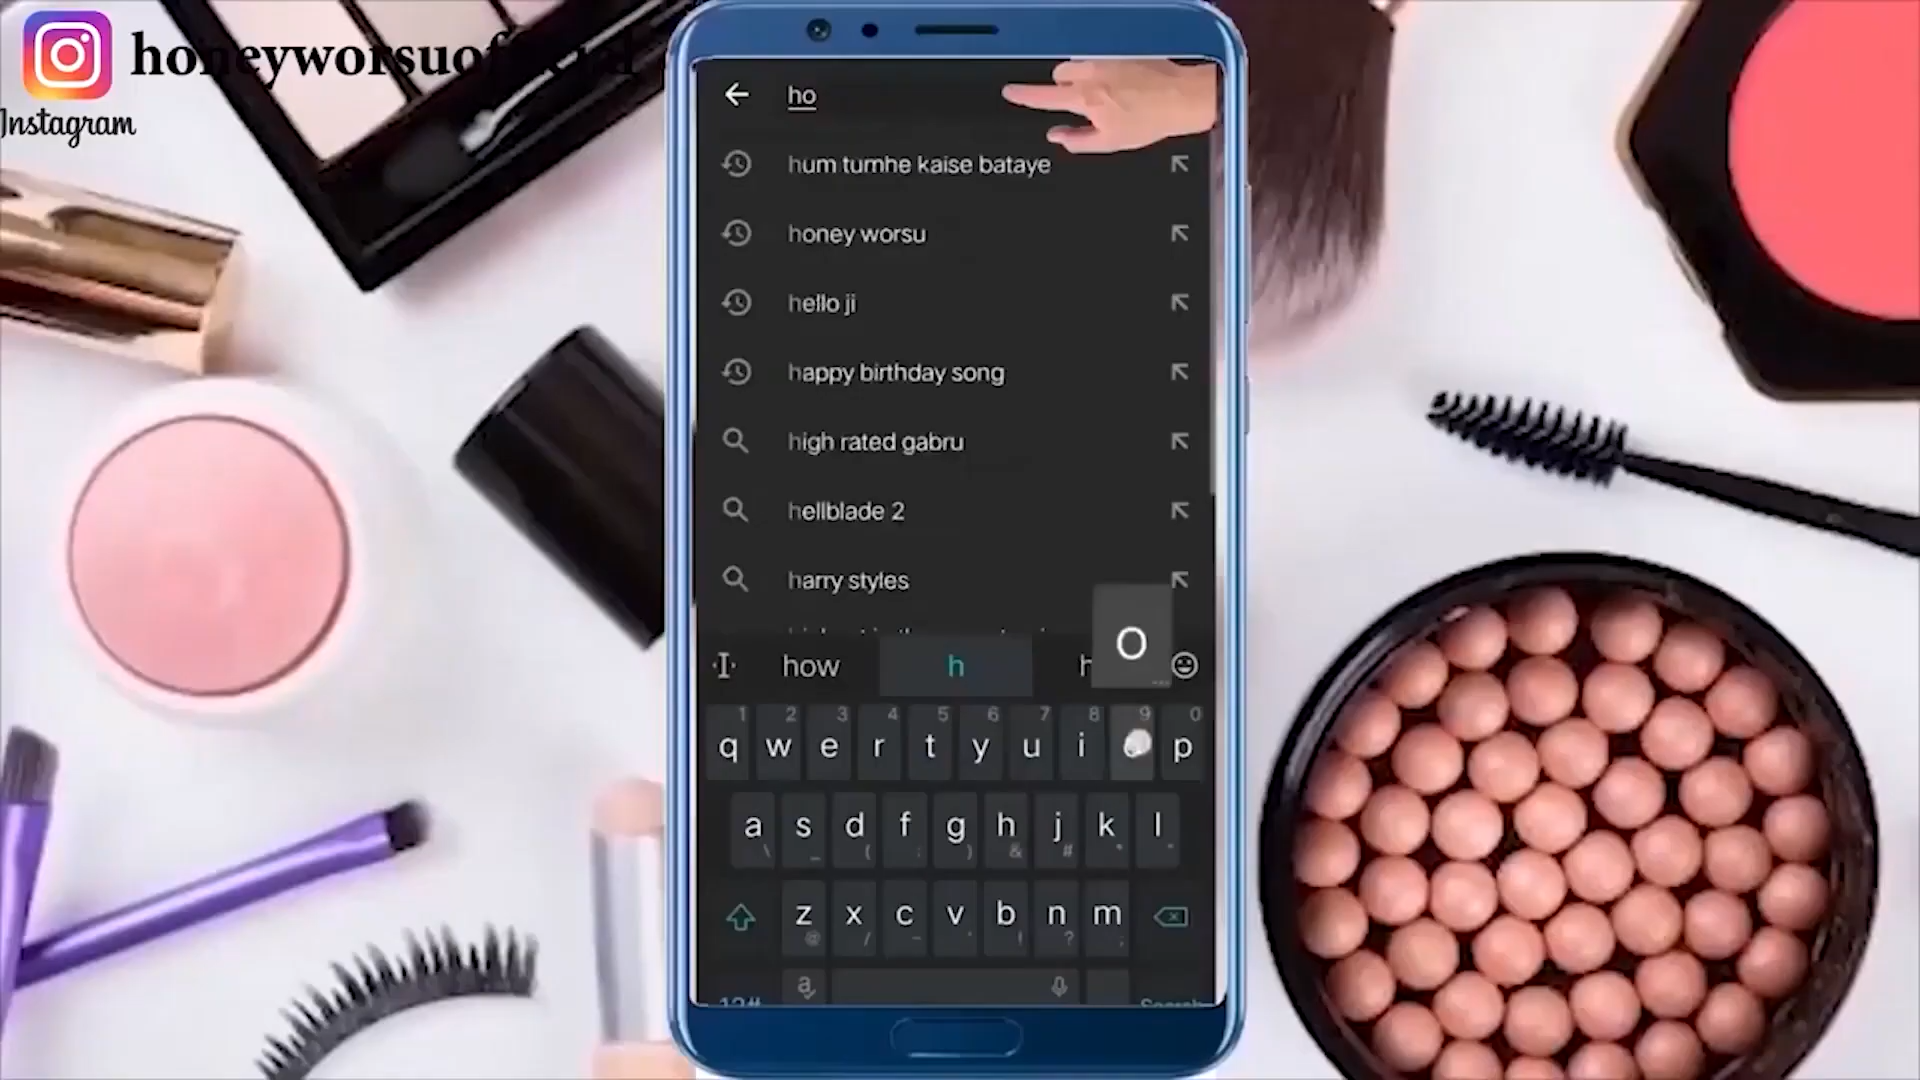 honeyworsuofficial
Instagram
ho
hum tumhe kaise bataye
honey worsu
hello ji
happy birthday song
high rated gabru
hellblade 2
harry styles
how h
O
1 2 3 4 5 6 7 8 9 0
q w e r t y u i o p
a s d f g h j k l
z x c v b n m